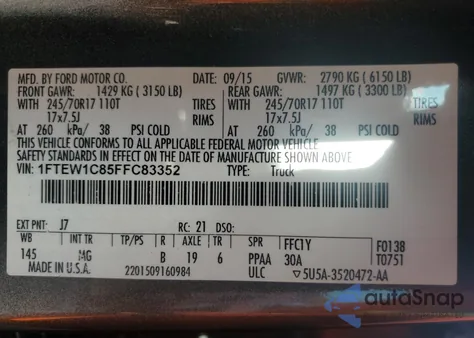 MFD. BY FORD MOTOR CO. DATE: 09/15 GVWR: 2790 KG ( 6150 LB)
FRONT GAWR: 1429 KG ( 3150 LB) REAR GAWR: 1497 KG ( 3300 LB)
WITH 245/70R17 110T TIRES WITH 245/70R17 110T TIRES
17x7.5J RIMS 17x7.5J RIMS
AT 260 kPa/ 38 PSI COLD AT 260 kPa/ 38 PSI COLD
THIS VEHICLE CONFORMS TO ALL APPLICABLE FEDERAL MOTOR VEHICLE
SAFETY STANDARDS IN EFFECT ON THE DATE OF MANUFACTURE SHOWN ABOVE.
VIN: 1FTEW1C85FFC83352 TYPE: Truck
EXT PNT: J7 RC: 21 DSO:
WB INT TR TP/PS R AXLE TR SPR FFC1Y F0138
145 MG B 19 6 PPAA 30A T0751
MADE IN U.S.A. 2201509160984 ULC ▽5U5A-3520472-AA
autoSnap